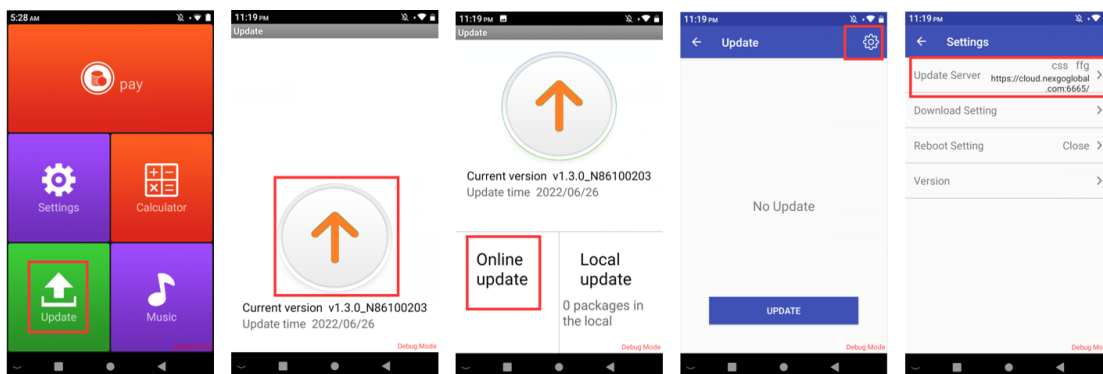 5:28 AM
pay
Settings
Calculator
Update
Music
11:19 PM
Update
Current version v1.3.0_N86100203
Update time 2022/06/26
Debug Mode
11:19 PM
Update
Current version v1.3.0_N86100203
Update time 2022/06/26
Online
update
Local
update
0 packages in
the local
Debug Mode
11:19 PM
Update
No Update
UPDATE
Debug Mode
11:19 PM
Settings
css ffg
Update Server
https://cloud.nexgoglobal
.com:6665/
Download Setting
Reboot Setting Close
Version
Debug Mo